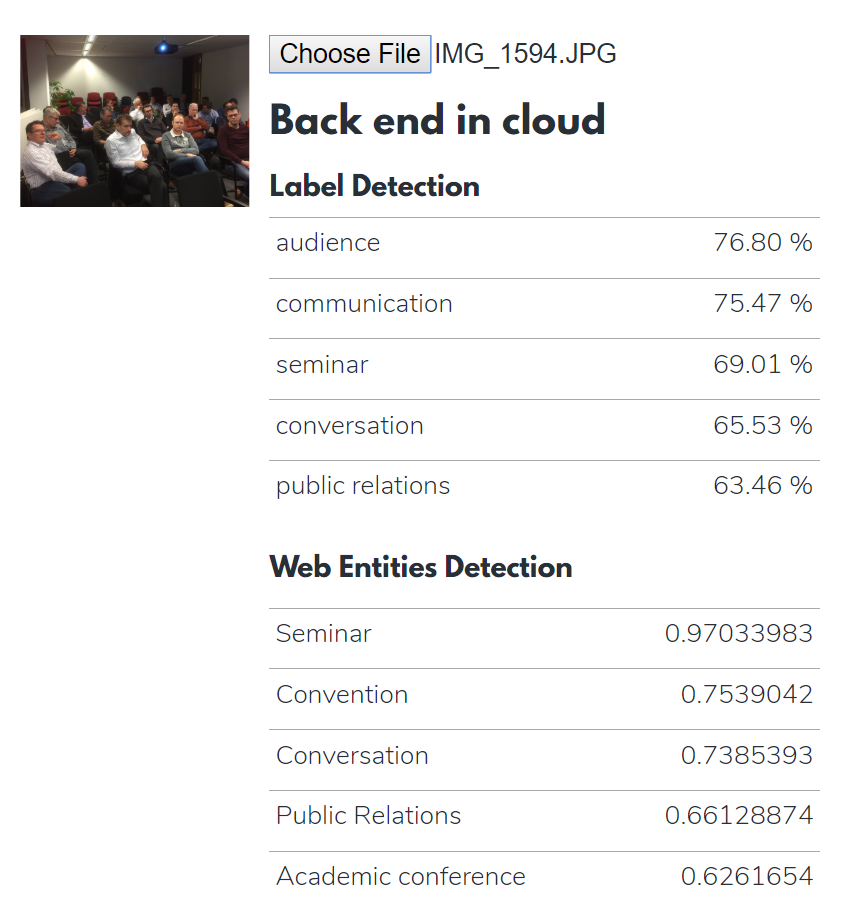 Choose File IMG_1594.JPG
Back end in cloud
Label Detection
audience 76.80 %
communication 75.47 %
seminar 69.01 %
conversation 65.53 %
public relations 63.46 %
Web Entities Detection
Seminar 0.97033983
Convention 0.7539042
Conversation 0.7385393
Public Relations 0.66128874
Academic conference 0.6261654